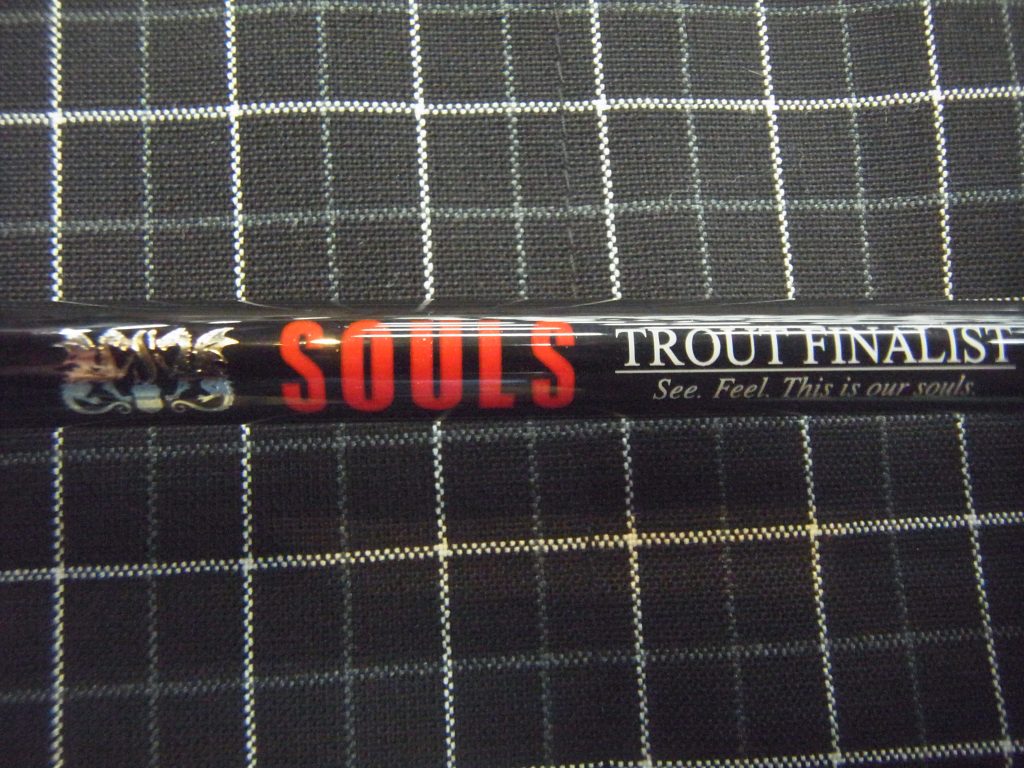 SOULS
TROUT FINALIST
See. Feel. This is our souls.